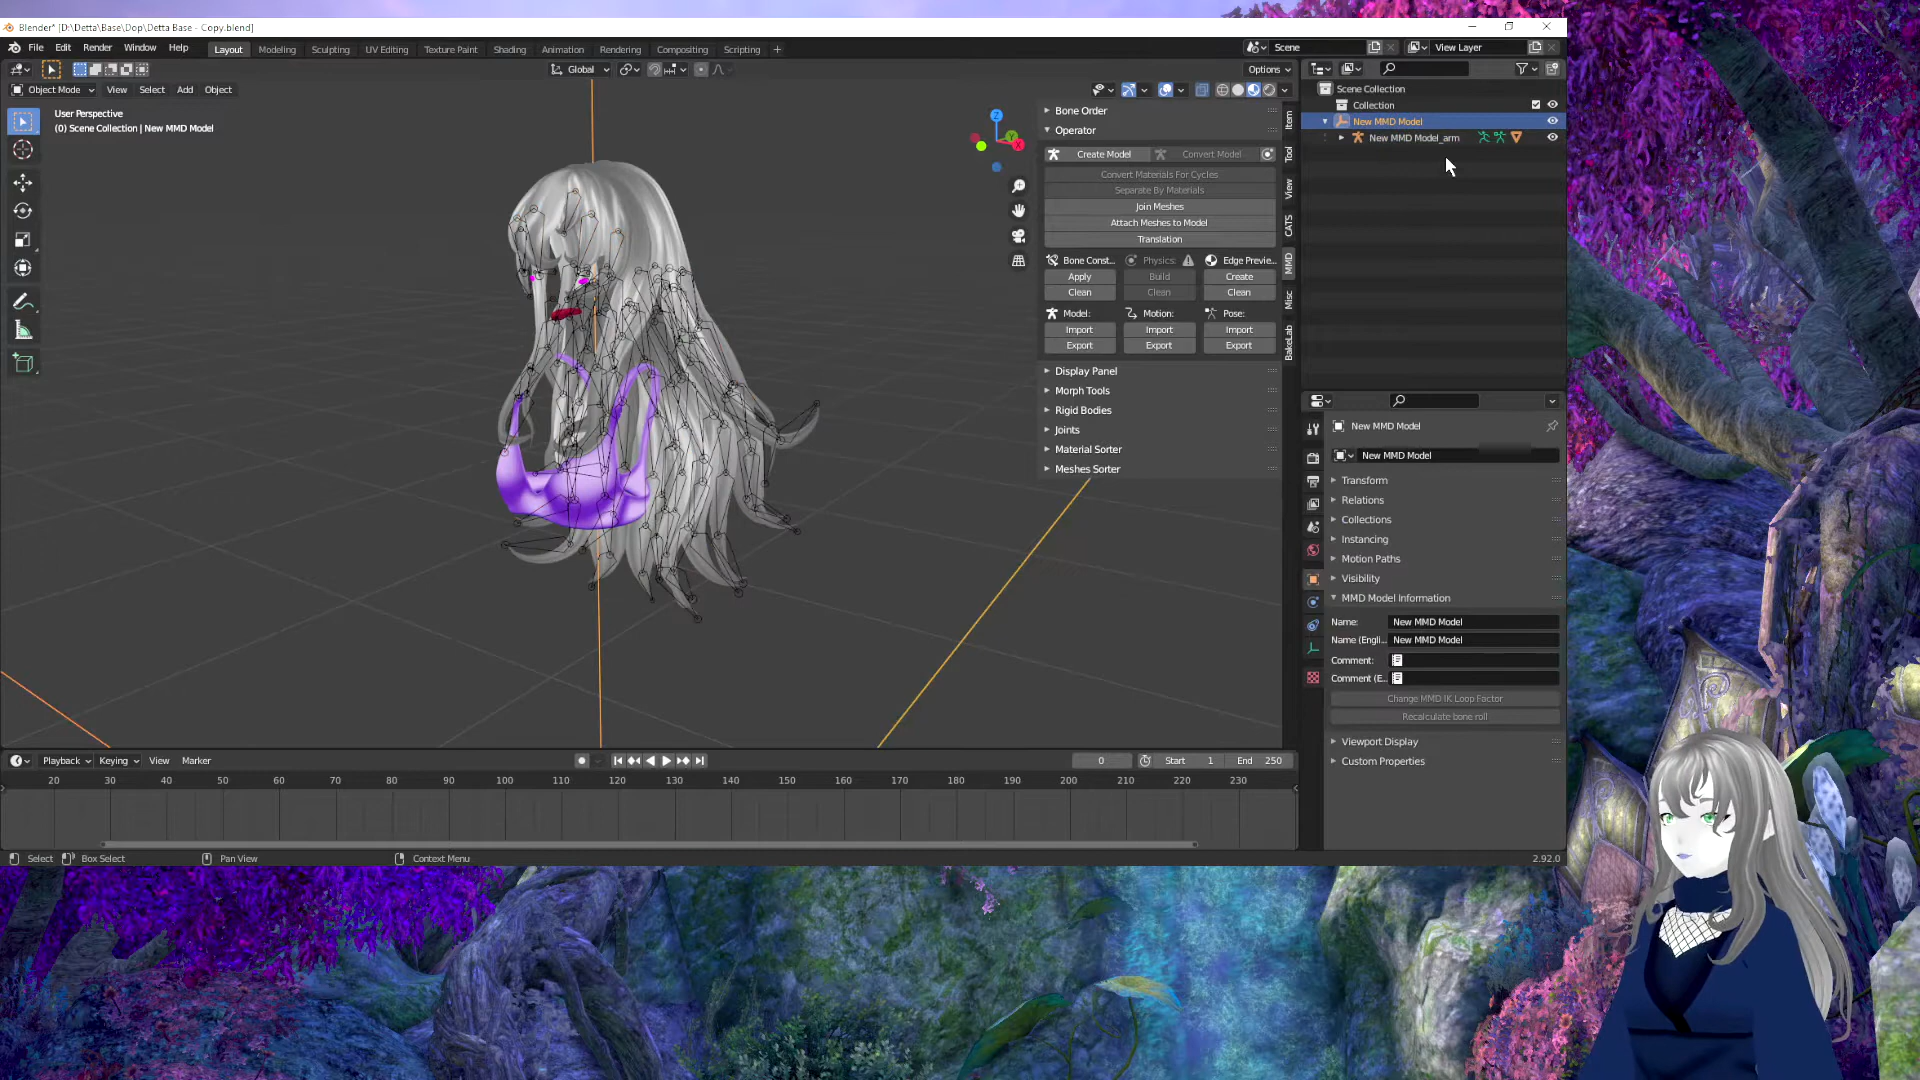 Blender* [D:\Detta\Base\Dop\Detta Base - Copy.blend]
File Edit Render Window Help
Layout Modeling Sculpting UV Editing Texture Paint Shading Animation Rendering Compositing Scripting +
Scene
View Layer
Global
Options
Object Mode View Select Add Object
User Perspective
(0) Scene Collection | New MMD Model
Z
Y
X
Bone Order
Operator
Create Model
Convert Model
Convert Materials For Cycles
Separate By Materials
Join Meshes
Attach Meshes to Model
Translation
Bone Const...
Physics:
Edge Previe...
Apply
Build
Create
Clean
Clean
Clean
Model:
Motion:
Pose:
Import
Import
Import
Export
Export
Export
Display Panel
Morph Tools
Rigid Bodies
Joints
Material Sorter
Meshes Sorter
Item
Tool
View
CATS
MMD
Misc
BakeLab
Scene Collection
Collection
New MMD Model
New MMD Model_arm
New MMD Model
New MMD Model
Transform
Relations
Collections
Instancing
Motion Paths
Visibility
MMD Model Information
Name: New MMD Model
Name (Engli... New MMD Model
Comment:
Comment (E...
Change MMD IK Loop Factor
Recalculate bone roll
Viewport Display
Custom Properties
Playback Keying View Marker
0
Start 1
End 250
20 30 40 50 60 70 80 90 100 110 120 130 140 150 160 170 180 190 200 210 220 230
Select
Box Select
Pan View
Context Menu
2.92.0